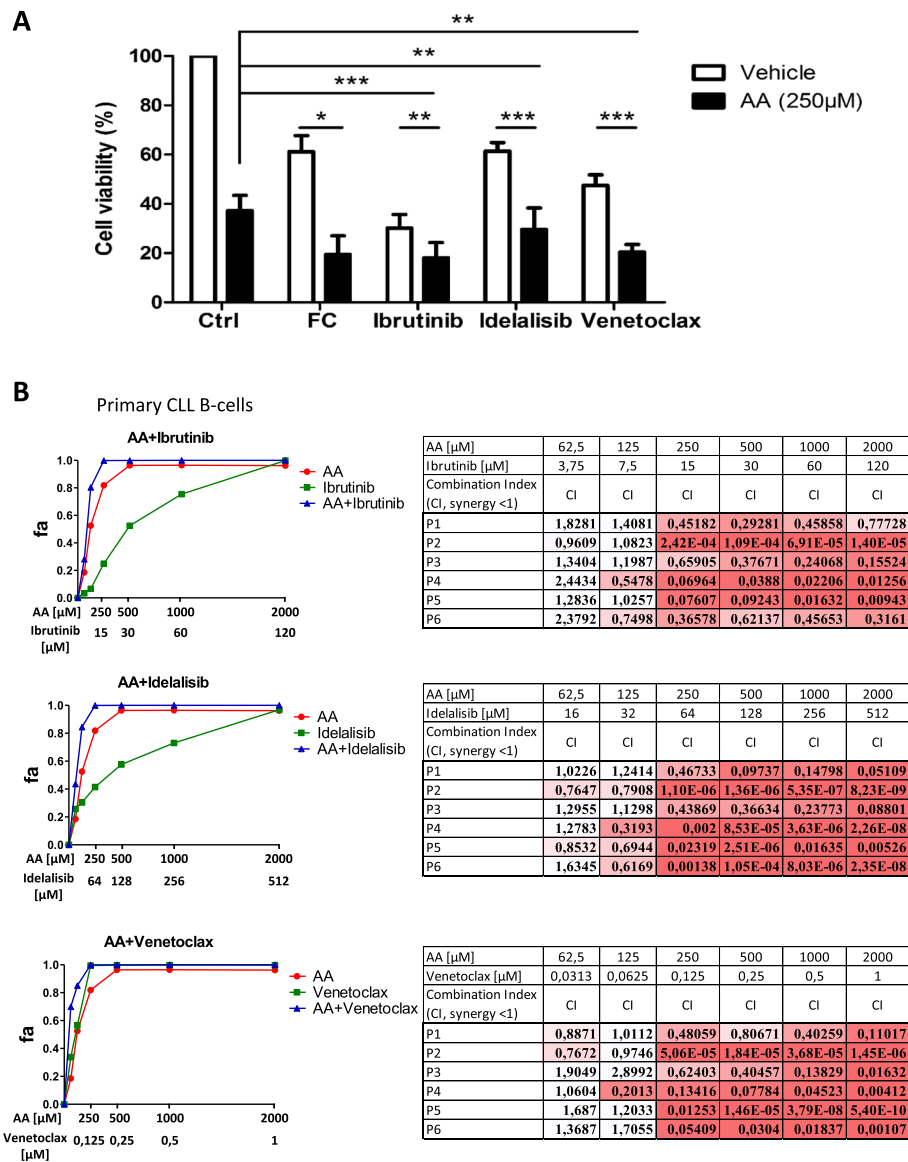 A
**
**
***
* ** *** ***
Vehicle
AA (250µM)
Cell viability (%)
100
80
60
40
20
0
Ctrl FC Ibrutinib Idelalisib Venetoclax
B
Primary CLL B-cells
AA+Ibrutinib
fa
1.0
0.8
0.6
0.4
0.2
0.0
AA
Ibrutinib
AA+Ibrutinib
AA [µM] 250 500 1000 2000
Ibrutinib 15 30 60 120
[µM]
AA [µM] 62,5 125 250 500 1000 2000
Ibrutinib [µM] 3,75 7,5 15 30 60 120
Combination Index
(CI, synergy <1) CI CI CI CI CI CI
P1 1,8281 1,4081 0,45182 0,29281 0,45858 0,77728
P2 0,9609 1,0823 2,42E-04 1,09E-04 6,91E-05 1,40E-05
P3 1,3404 1,1987 0,65905 0,37671 0,24068 0,15524
P4 2,4434 0,5478 0,06964 0,0388 0,02206 0,01256
P5 1,2836 1,0257 0,07607 0,09243 0,01632 0,00943
P6 2,3792 0,7498 0,36578 0,62137 0,45653 0,3161
AA+Idelalisib
fa
1.0
0.8
0.6
0.4
0.2
0.0
AA
Idelalisib
AA+Idelalisib
AA [µM] 250 500 1000 2000
Idelalisib 64 128 256 512
[µM]
AA [µM] 62,5 125 250 500 1000 2000
Idelalisib [µM] 16 32 64 128 256 512
Combination Index
(CI, synergy <1) CI CI CI CI CI CI
P1 1,0226 1,2414 0,46733 0,09737 0,14798 0,05109
P2 0,7647 0,7908 1,10E-06 1,36E-06 5,35E-07 8,23E-09
P3 1,2955 1,1298 0,43869 0,36634 0,23773 0,08801
P4 1,2783 0,3193 0,002 8,53E-05 3,63E-06 2,26E-08
P5 0,8532 0,6944 0,02319 2,51E-06 0,01635 0,00526
P6 1,6345 0,6169 0,00138 1,05E-04 8,03E-06 2,35E-08
AA+Venetoclax
fa
1.0
0.8
0.6
0.4
0.2
0.0
AA
Venetoclax
AA+Venetoclax
AA [µM] 250 500 1000 2000
Venetoclax 0,125 0,25 0,5 1
[µM]
AA [µM] 62,5 125 250 500 1000 2000
Venetoclax [µM] 0,0313 0,0625 0,125 0,25 0,5 1
Combination Index
(CI, synergy <1) CI CI CI CI CI CI
P1 0,8871 1,0112 0,48059 0,80671 0,40259 0,11017
P2 0,7672 0,9746 5,06E-05 1,84E-05 3,68E-05 1,45E-06
P3 1,9049 2,8992 0,62403 0,40457 0,13829 0,01632
P4 1,0604 0,2013 0,13416 0,07784 0,04523 0,00412
P5 1,687 1,2033 0,01253 1,46E-05 3,79E-08 5,40E-10
P6 1,3687 1,7055 0,05409 0,0304 0,01837 0,00107